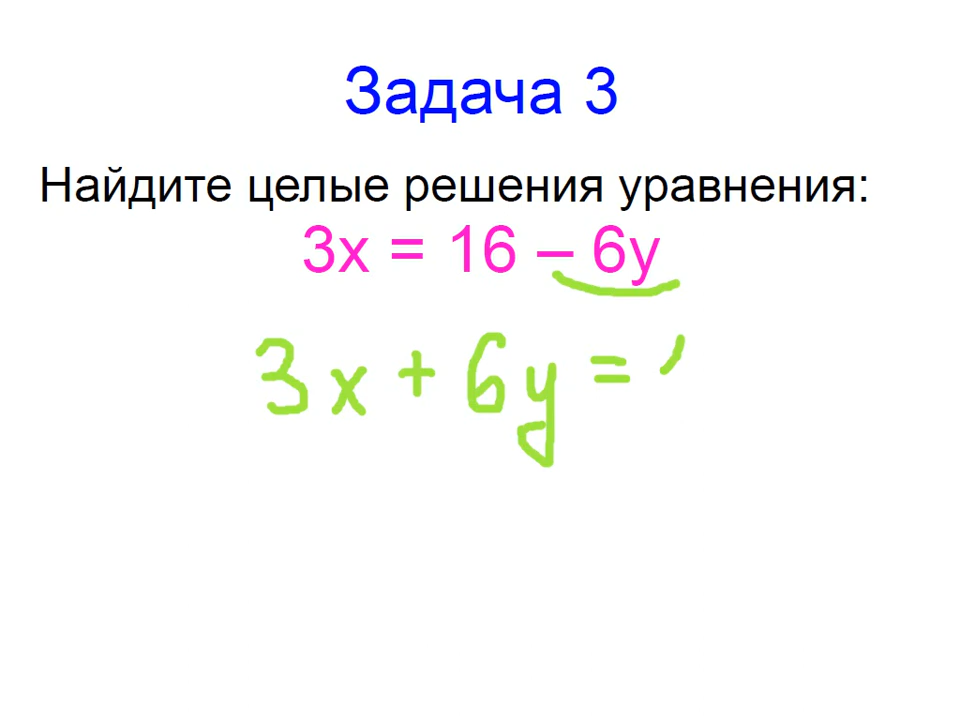 Задача 3
Найдите целые решения уравнения:
3x = 16 – 6y
3x + 6y =